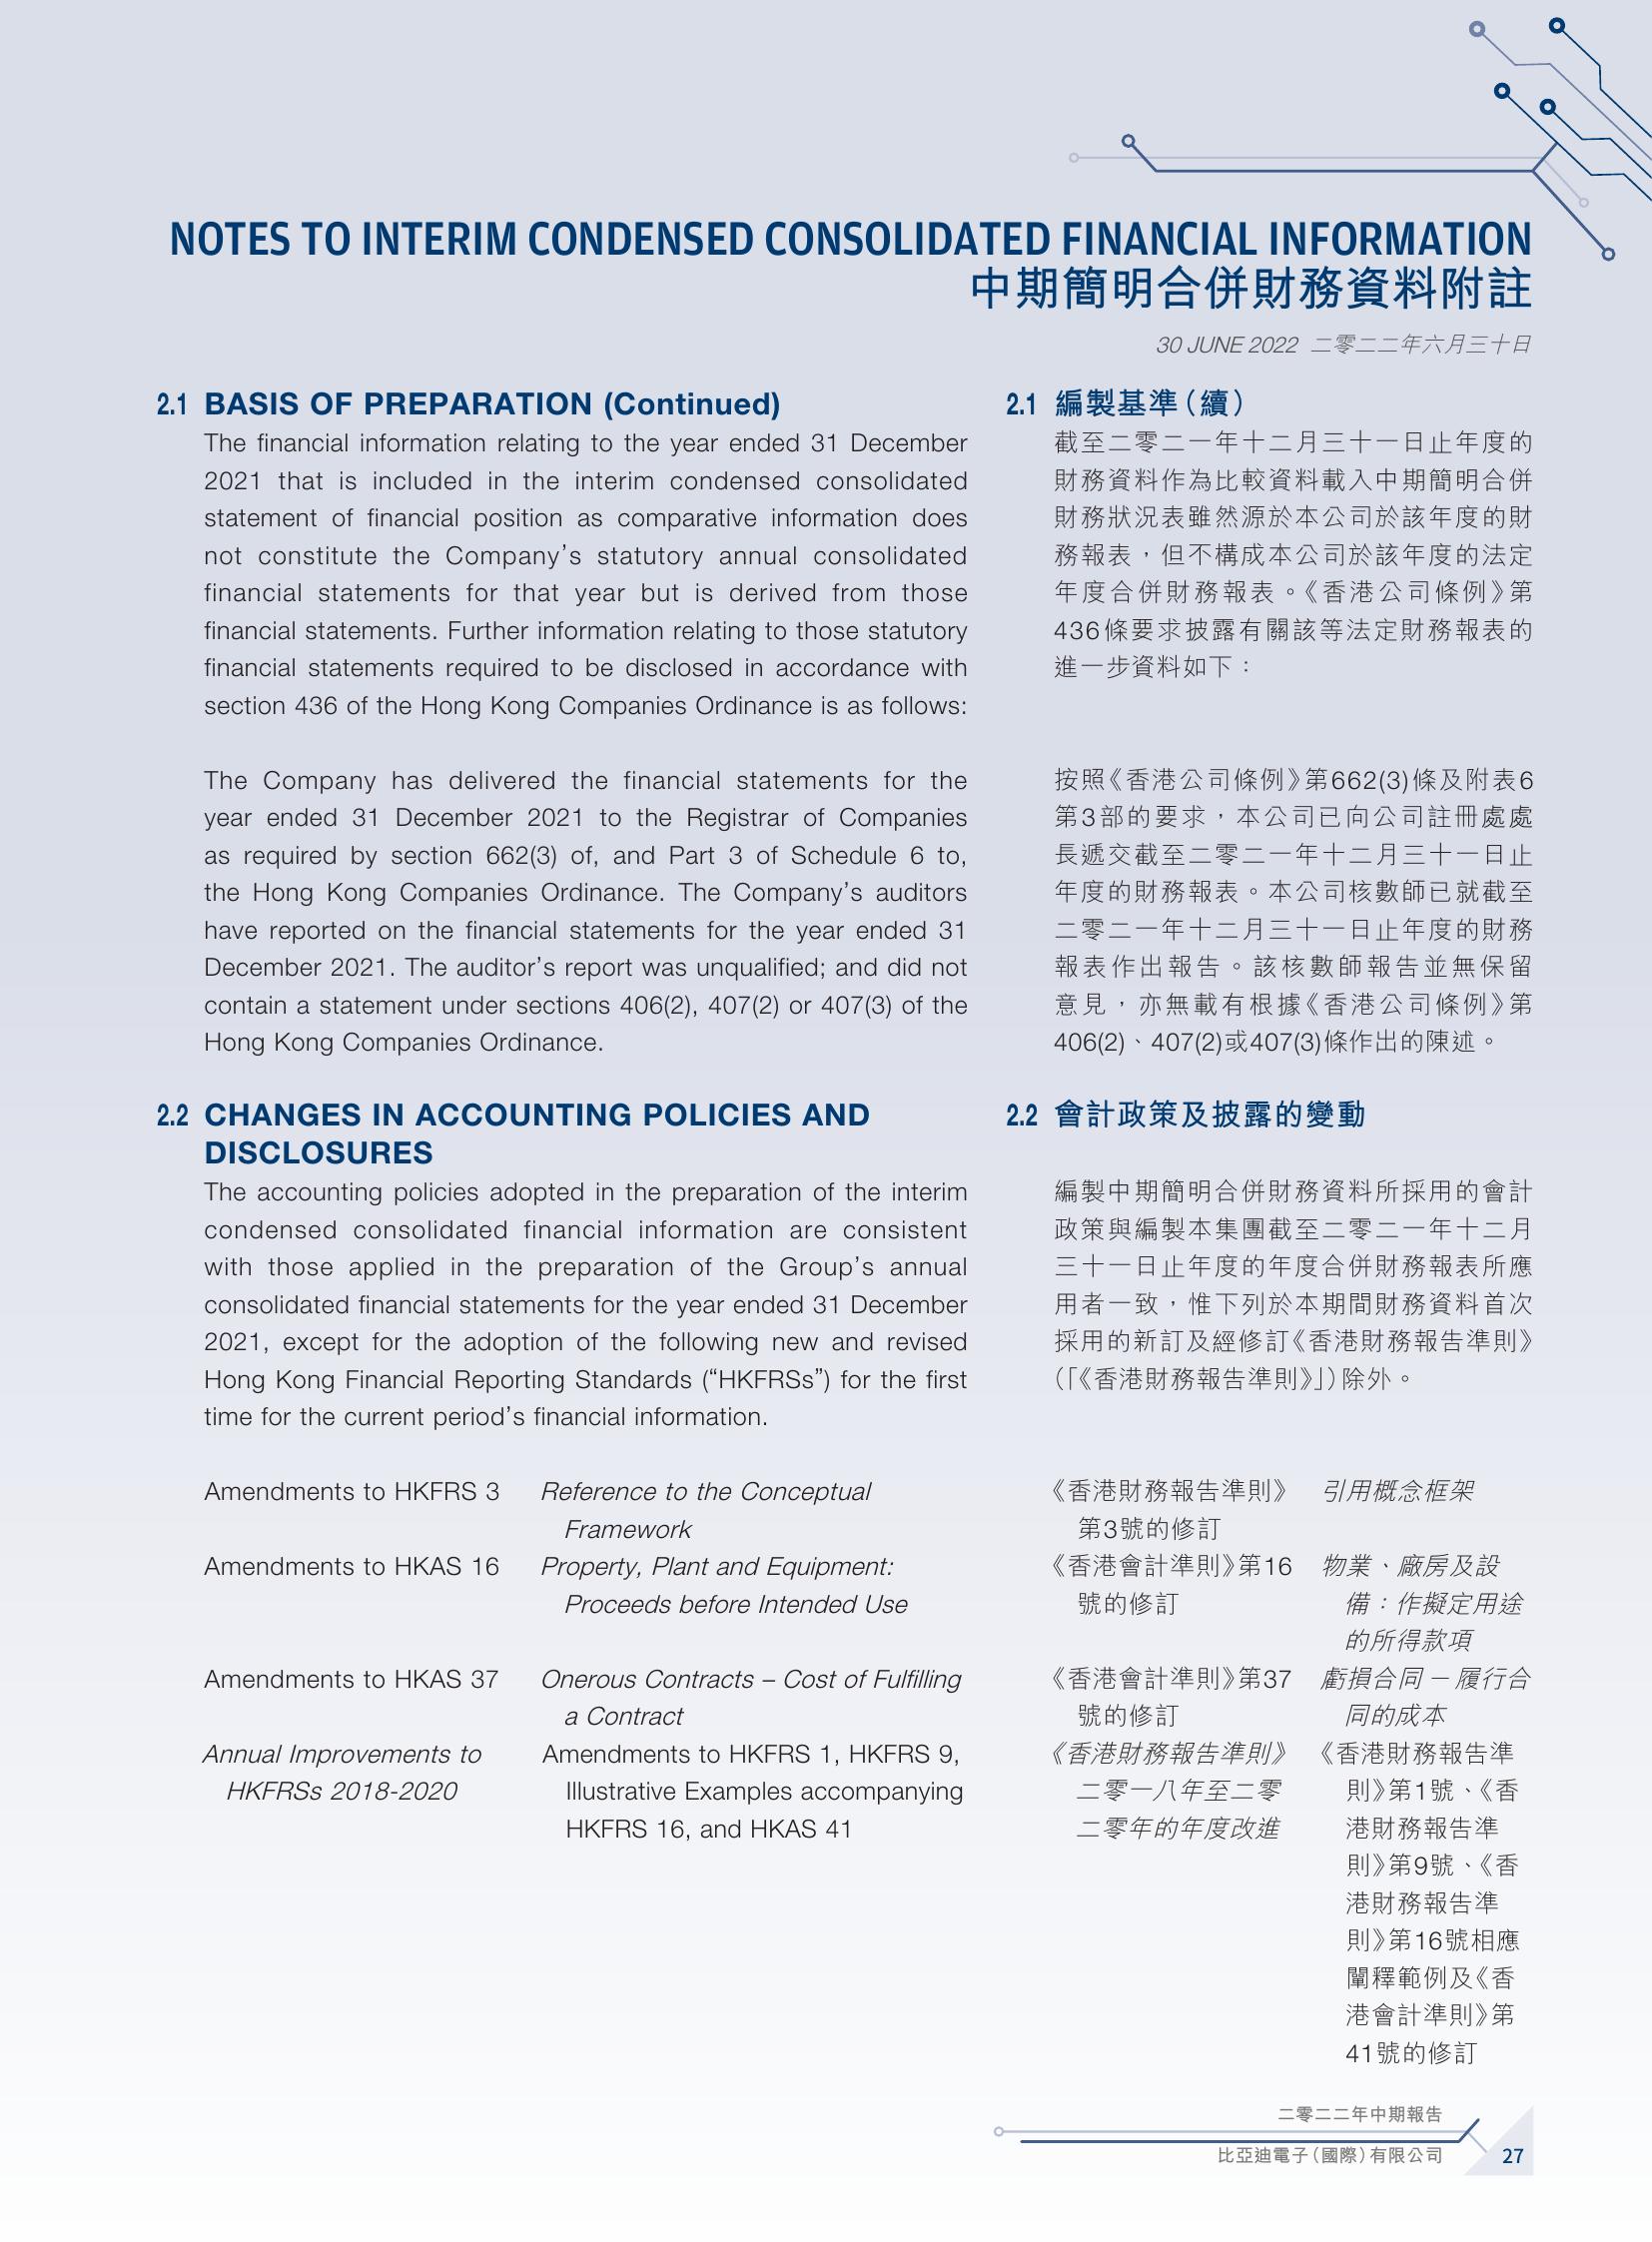 NOTES TO INTERIM CONDENSED CONSOLIDATED FINANCIAL INFORMATION
中期簡明合併財務資料附註
30 JUNE 2022 二零二二年六月三十日
2.1 BASIS OF PREPARATION (Continued)
The financial information relating to the year ended 31 December
2021 that is included in the interim condensed consolidated
statement of financial position as comparative information does
not constitute the Company’s statutory annual consolidated
financial statements for that year but is derived from those
financial statements. Further information relating to those statutory
financial statements required to be disclosed in accordance with
section 436 of the Hong Kong Companies Ordinance is as follows:
The Company has delivered the financial statements for the
year ended 31 December 2021 to the Registrar of Companies
as required by section 662(3) of, and Part 3 of Schedule 6 to,
the Hong Kong Companies Ordinance. The Company’s auditors
have reported on the financial statements for the year ended 31
December 2021. The auditor’s report was unqualified; and did not
contain a statement under sections 406(2), 407(2) or 407(3) of the
Hong Kong Companies Ordinance.
2.2 CHANGES IN ACCOUNTING POLICIES AND
DISCLOSURES
The accounting policies adopted in the preparation of the interim
condensed consolidated financial information are consistent
with those applied in the preparation of the Group’s annual
consolidated financial statements for the year ended 31 December
2021, except for the adoption of the following new and revised
Hong Kong Financial Reporting Standards (“HKFRSs”) for the first
time for the current period’s financial information.
Amendments to HKFRS 3 Reference to the Conceptual
Framework
Amendments to HKAS 16 Property, Plant and Equipment:
Proceeds before Intended Use
Amendments to HKAS 37 Onerous Contracts – Cost of Fulfilling
a Contract
Annual Improvements to Amendments to HKFRS 1, HKFRS 9,
HKFRSs 2018-2020 Illustrative Examples accompanying
HKFRS 16, and HKAS 41
2.1 編製基準（續）
截至二零二一年十二月三十一日止年度的
財務資料作為比較資料載入中期簡明合併
財務狀況表雖然源於本公司於該年度的財
務報表，但不構成本公司於該年度的法定
年度合併財務報表。《香港公司條例》第
436條要求披露有關該等法定財務報表的
進一步資料如下：
按照《香港公司條例》第662(3)條及附表6
第3部的要求，本公司已向公司註冊處處
長遞交截至二零二一年十二月三十一日止
年度的財務報表。本公司核數師已就截至
二零二一年十二月三十一日止年度的財務
報表作出報告。該核數師報告並無保留
意見，亦無載有根據《香港公司條例》第
406(2)、407(2)或407(3)條作出的陳述。
2.2 會計政策及披露的變動
編製中期簡明合併財務資料所採用的會計
政策與編製本集團截至二零二一年十二月
三十一日止年度的年度合併財務報表所應
用者一致，惟下列於本期間財務資料首次
採用的新訂及經修訂《香港財務報告準則》
（「《香港財務報告準則》」）除外。
《香港財務報告準則》 引用概念框架
第3號的修訂
《香港會計準則》第16 物業、廠房及設
號的修訂 備：作擬定用途
的所得款項
《香港會計準則》第37 虧損合同 – 履行合
號的修訂 同的成本
《香港財務報告準則》 《香港財務報告準
二零一八年至二零 則》第1號、《香
二零年的年度改進 港財務報告準
則》第9號、《香
港財務報告準
則》第16號相應
闡釋範例及《香
港會計準則》第
41號的修訂
二零二二年中期報告
比亞迪電子（國際）有限公司 27